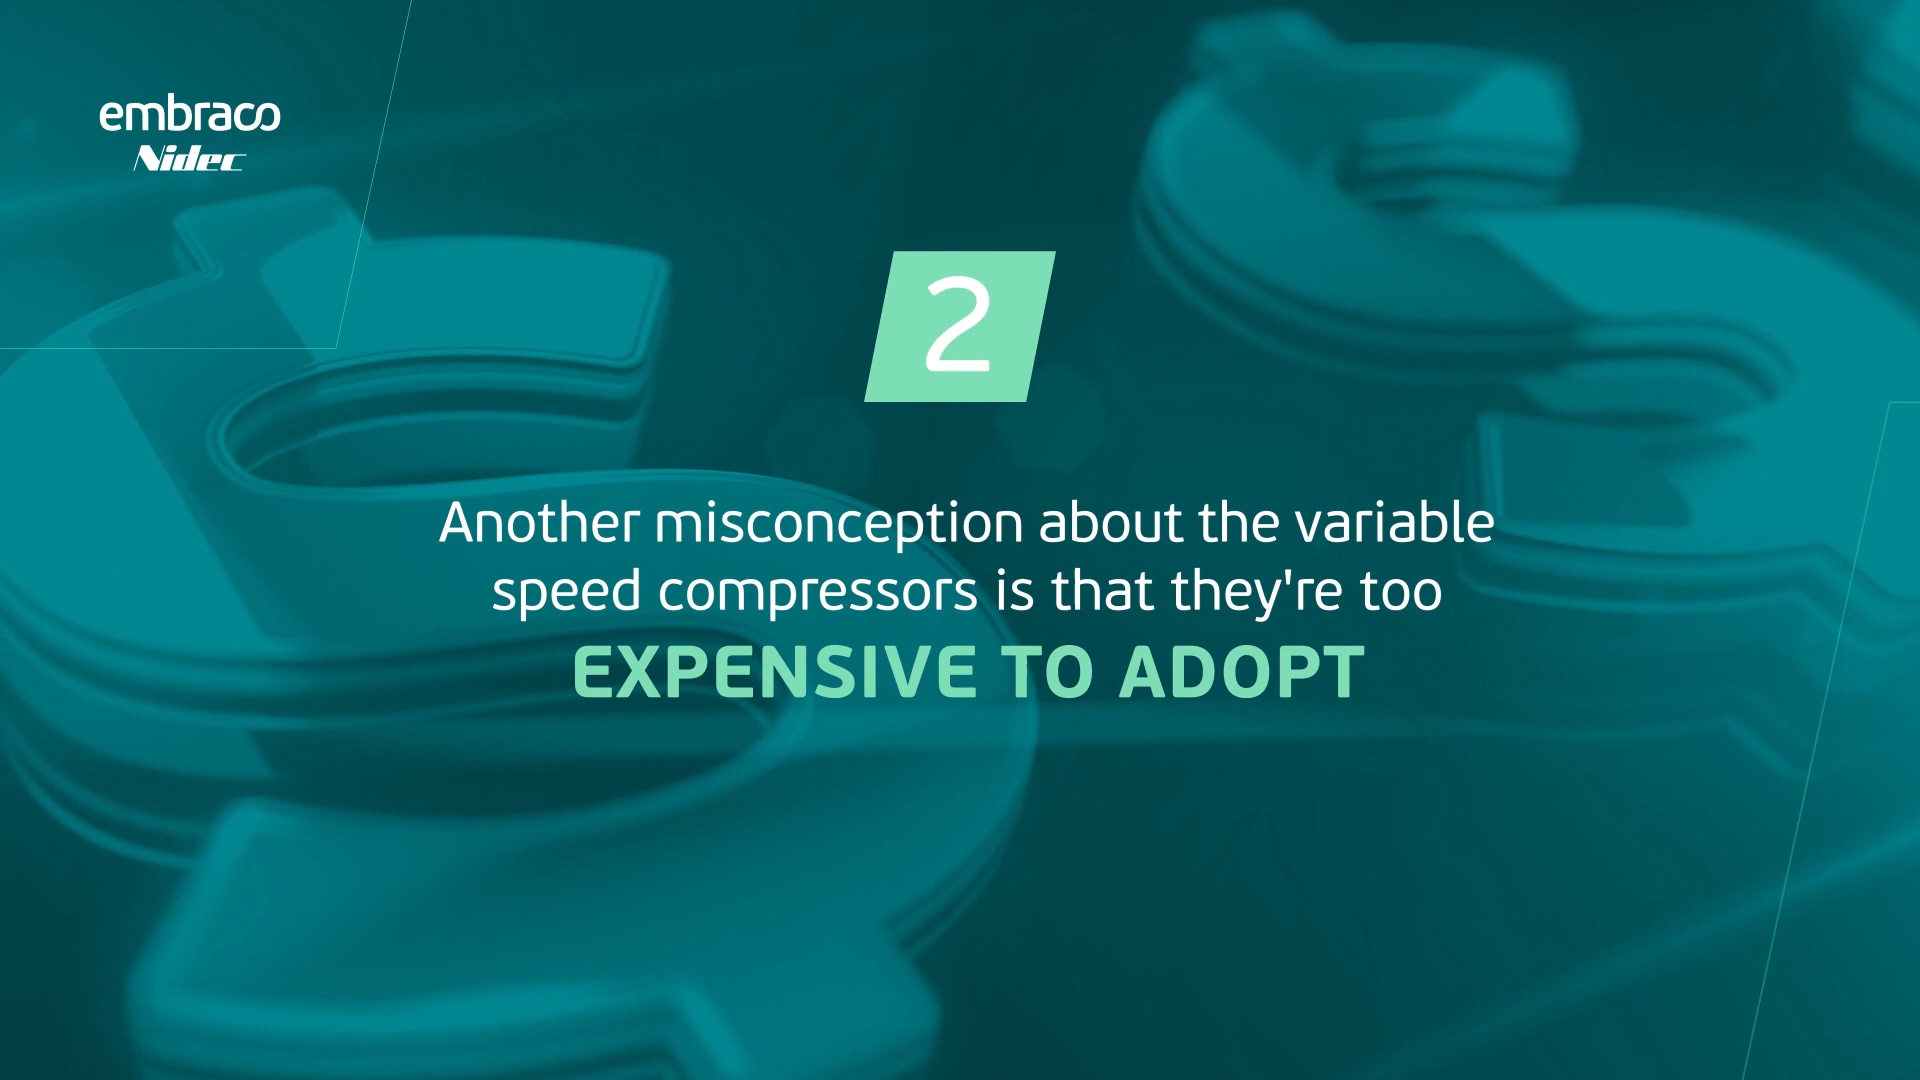 embraco
Nidec
2
Another misconception about the variable
speed compressors is that they're too
EXPENSIVE TO ADOPT